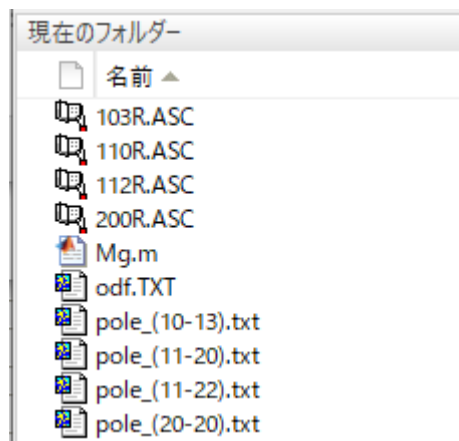 現在のフォルダー
名前
103R.ASC
110R.ASC
112R.ASC
200R.ASC
Mg.m
odf.TXT
pole_(10-13).txt
pole_(11-20).txt
pole_(11-22).txt
pole_(20-20).txt